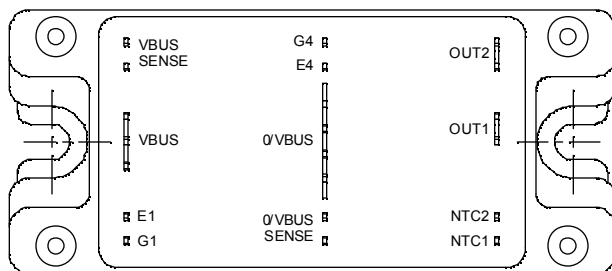 VBUS
SENSE
VBUS
E1
G1
G4
E4
0/VBUS
0/VBUS
SENSE
OUT2
OUT1
NTC2
NTC1